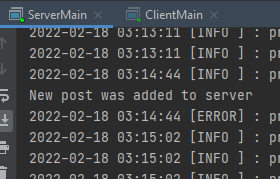 ServerMain ClientMain
2022-02-18 03:13:11 [INFO ] : pr
2022-02-18 03:13:11 [INFO ] : pr
2022-02-18 03:14:44 [INFO ] : pr
New post was added to server
2022-02-18 03:14:44 [ERROR] : pr
2022-02-18 03:15:02 [INFO ] : pr
2022-02-18 03:15:02 [INFO ] : pr
2022-02-18 03:15:02 [INFO ] : pr